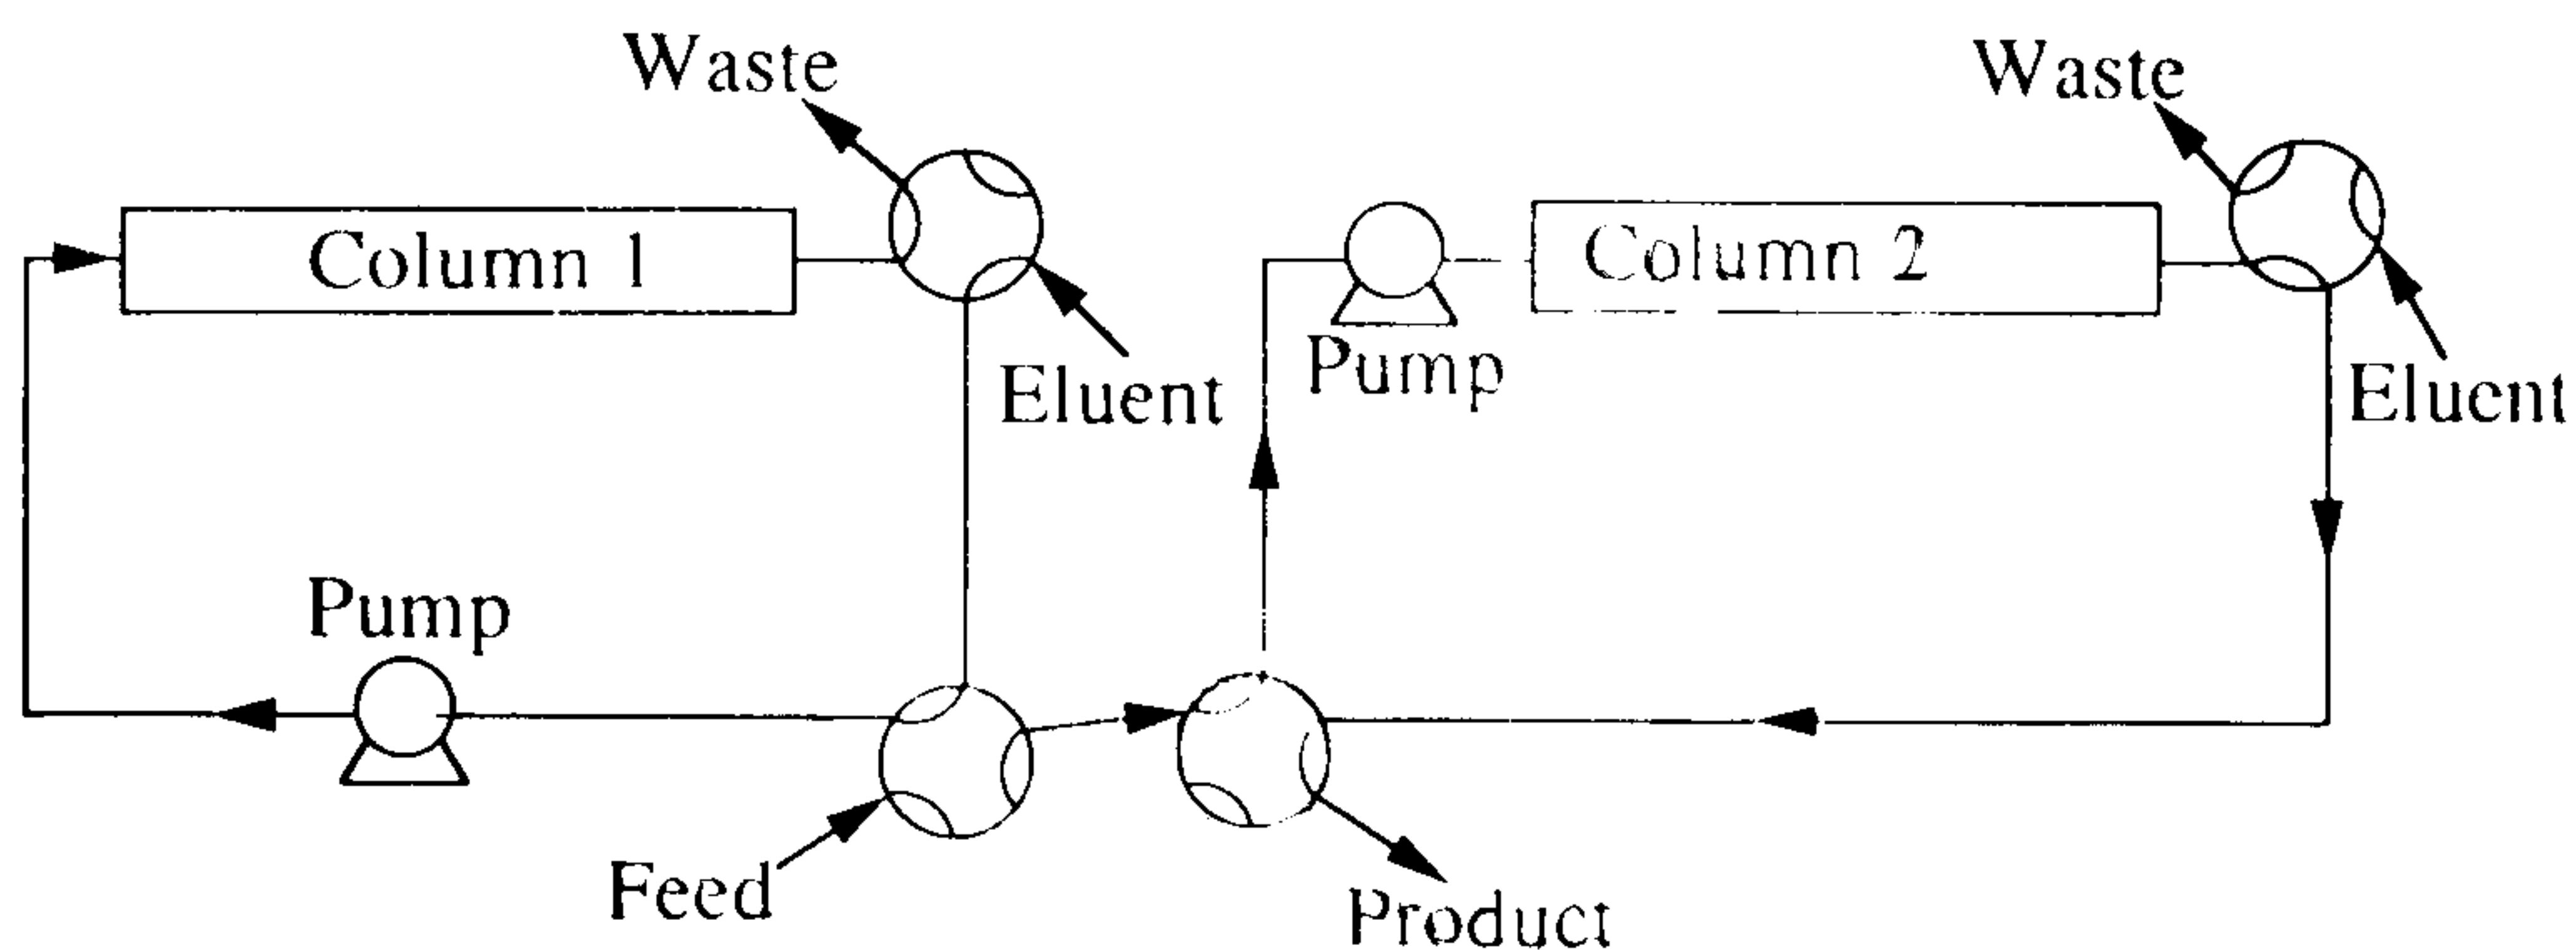 Waste
Waste
Column 1
Column 2
Pump
Eluent
Eluent
Pump
Feed
Product